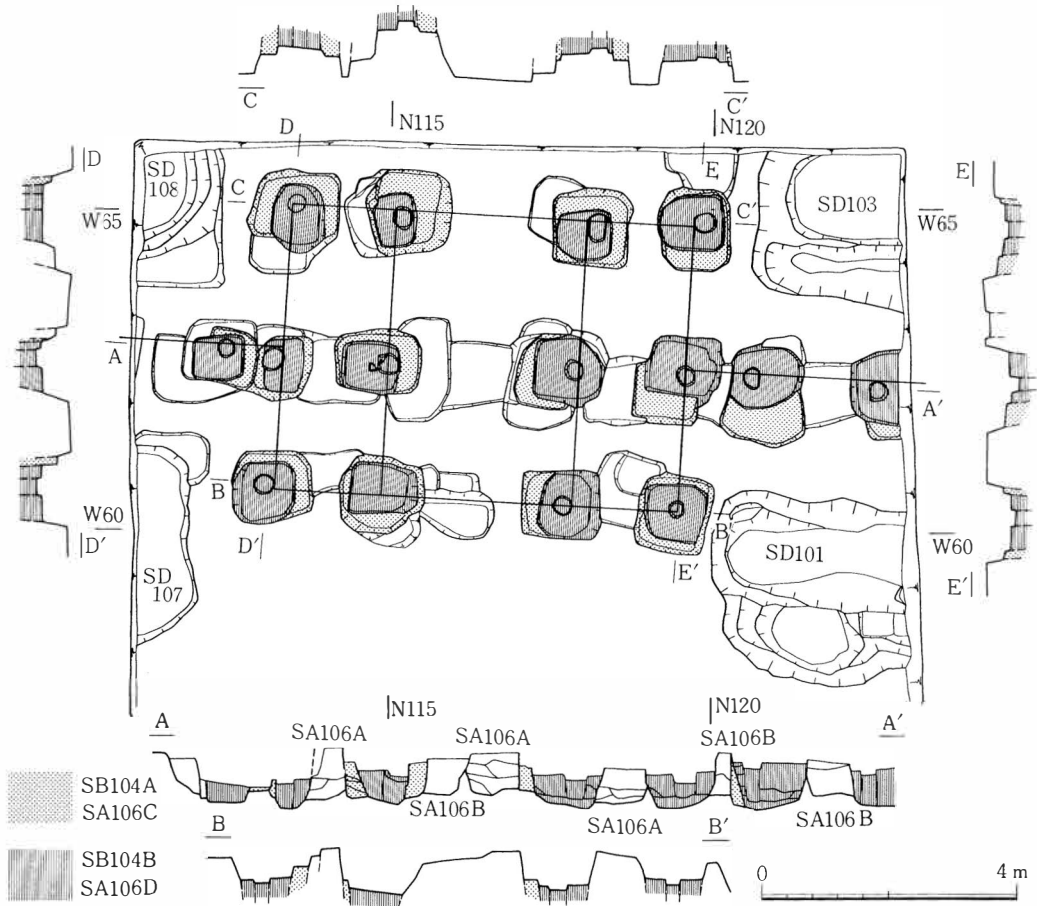 C
C′
N115
N120
D
E
D
SD
108
C
E
C′
SD103
E
W65
W65
A
A′
B
B′
D′
E′
W60
D′
SD
107
SD101
W60
E′
A
N115
N120
A′
SA106A
SA106A
SA106B
SB104A
SA106C
SA106B
SA106A
SA106B
B
B′
SB104B
SA106D
0
4 m